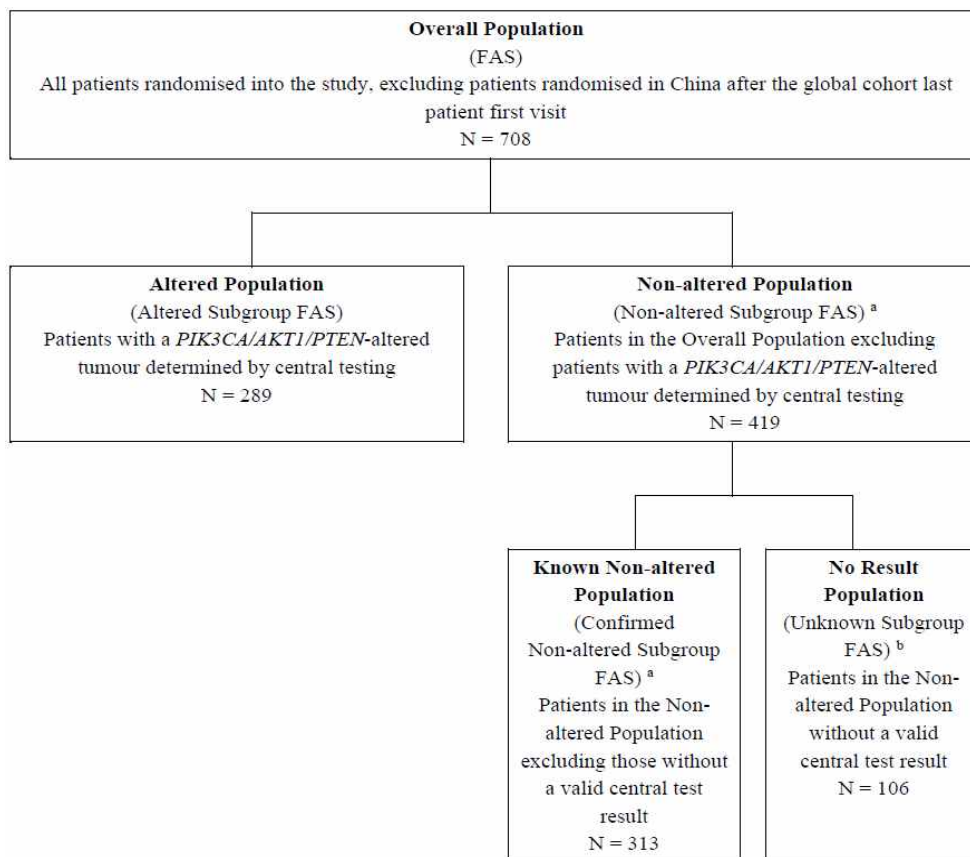 Overall Population
(FAS)
All patients randomised into the study, excluding patients randomised in China after the global cohort last
patient first visit
N = 708
Altered Population
(Altered Subgroup FAS)
Patients with a PIK3CA/AKT1/PTEN-altered
tumour determined by central testing
N = 289
Non-altered Population
(Non-altered Subgroup FAS) a
Patients in the Overall Population excluding
patients with a PIK3CA/AKT1/PTEN-altered
tumour determined by central testing
N = 419
Known Non-altered
Population
(Confirmed
Non-altered Subgroup
FAS) a
Patients in the Non-
altered Population
excluding those without
a valid central test
result
N = 313
No Result
Population
(Unknown Subgroup
FAS) b
Patients in the Non-
altered Population
without a valid
central test result
N = 106